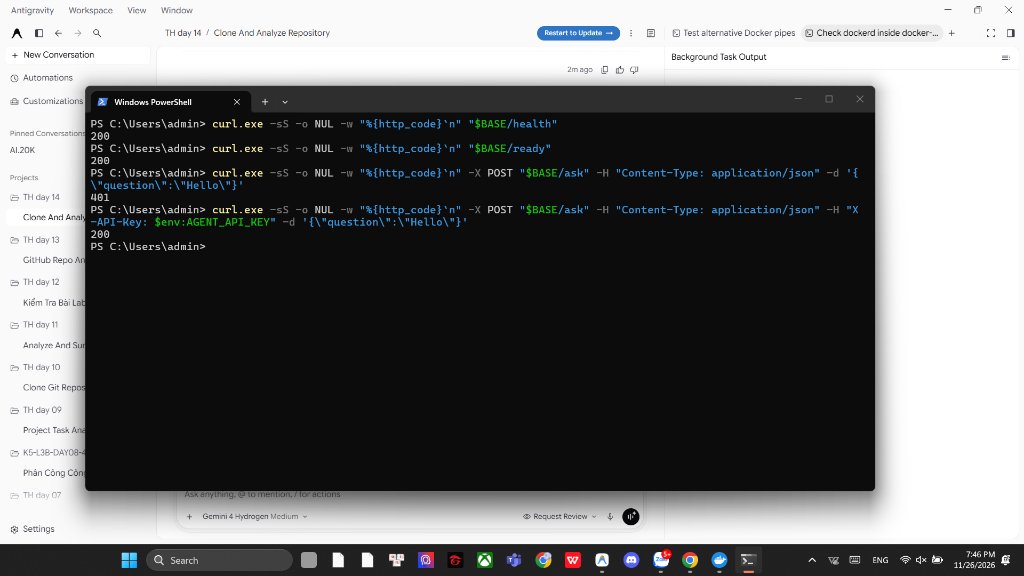 Antigravity Workspace View Window
TH day 14 / Clone And Analyze Repository
Restart to Update →
Test alternative Docker pipes
Check dockerd inside docker-...
+ New Conversation
Automations
Customizations
Pinned Conversations
AI.20K
Projects
TH day 14
Clone And Analy
TH day 13
GitHub Repo An
TH day 12
Kiểm Tra Bài Lab
TH day 11
Analyze And Sur
TH day 10
Clone Git Repos
TH day 09
Project Task Ana
K5-L3B-DAY08-4
Phân Công Công
TH day 07
Settings
2m ago
Background Task Output
Windows PowerShell
PS C:\Users\admin> curl.exe -sS -o NUL -w "%{http_code}`n" "$BASE/health"
200
PS C:\Users\admin> curl.exe -sS -o NUL -w "%{http_code}`n" "$BASE/ready"
200
PS C:\Users\admin> curl.exe -sS -o NUL -w "%{http_code}`n" -X POST "$BASE/ask" -H "Content-Type: application/json" -d '{
\"question\":\"Hello\"}'
401
PS C:\Users\admin> curl.exe -sS -o NUL -w "%{http_code}`n" -X POST "$BASE/ask" -H "Content-Type: application/json" -H "X
-API-Key: $env:AGENT_API_KEY" -d '{\"question\":\"Hello\"}'
200
PS C:\Users\admin>
Ask anything, @ to mention, / for actions
+ Gemini 4 Hydrogen Medium
Request Review
Search
5+
ENG
7:46 PM
11/26/2026